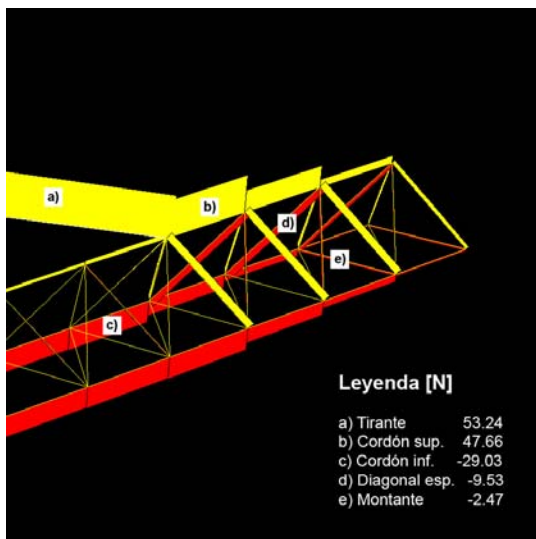 a)
b)
d)
e)
c)
Leyenda [N]
a) Tirante 53.24
b) Cordón sup. 47.66
c) Cordón inf. -29.03
d) Diagonal esp. -9.53
e) Montante -2.47